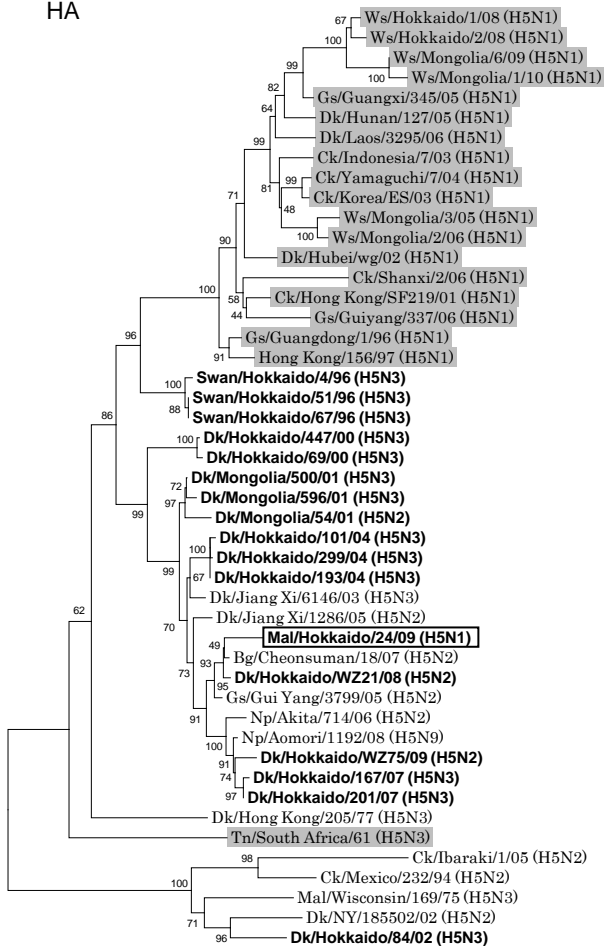 HA
67 Ws/Hokkaido/1/08 (H5N1)
100 Ws/Hokkaido/2/08 (H5N1)
99 Ws/Mongolia/6/09 (H5N1)
100 Ws/Mongolia/1/10 (H5N1)
82 Gs/Guangxi/345/05 (H5N1)
64 Dk/Hunan/127/05 (H5N1)
99 Dk/Laos/3295/06 (H5N1)
Ck/Indonesia/7/03 (H5N1)
81 99 Ck/Yamaguchi/7/04 (H5N1)
71 48 Ck/Korea/ES/03 (H5N1)
Ws/Mongolia/3/05 (H5N1)
100 Ws/Mongolia/2/06 (H5N1)
90 Dk/Hubei/wg/02 (H5N1)
Ck/Shanxi/2/06 (H5N1)
100 58 Ck/Hong Kong/SF219/01 (H5N1)
44 Gs/Guiyang/337/06 (H5N1)
96 Gs/Guangdong/1/96 (H5N1)
91 Hong Kong/156/97 (H5N1)
Swan/Hokkaido/4/96 (H5N3)
100 Swan/Hokkaido/51/96 (H5N3)
88 Swan/Hokkaido/67/96 (H5N3)
86 100 Dk/Hokkaido/447/00 (H5N3)
Dk/Hokkaido/69/00 (H5N3)
72 Dk/Mongolia/500/01 (H5N3)
97 Dk/Mongolia/596/01 (H5N3)
99 Dk/Mongolia/54/01 (H5N2)
Dk/Hokkaido/101/04 (H5N3)
100 Dk/Hokkaido/299/04 (H5N3)
99 67 Dk/Hokkaido/193/04 (H5N3)
Dk/Jiang Xi/6146/03 (H5N3)
62 70 Dk/Jiang Xi/1286/05 (H5N2)
49 Mal/Hokkaido/24/09 (H5N1)
73 93 Bg/Cheonsuman/18/07 (H5N2)
95 Dk/Hokkaido/WZ21/08 (H5N2)
91 Gs/Gui Yang/3799/05 (H5N2)
Np/Akita/714/06 (H5N2)
100 Np/Aomori/1192/08 (H5N9)
91 Dk/Hokkaido/WZ75/09 (H5N2)
74 Dk/Hokkaido/167/07 (H5N3)
97 Dk/Hokkaido/201/07 (H5N3)
Dk/Hong Kong/205/77 (H5N3)
Tn/South Africa/61 (H5N3)
98 Ck/Ibaraki/1/05 (H5N2)
100 Ck/Mexico/232/94 (H5N2)
Mal/Wisconsin/169/75 (H5N3)
71 Dk/NY/185502/02 (H5N2)
96 Dk/Hokkaido/84/02 (H5N3)